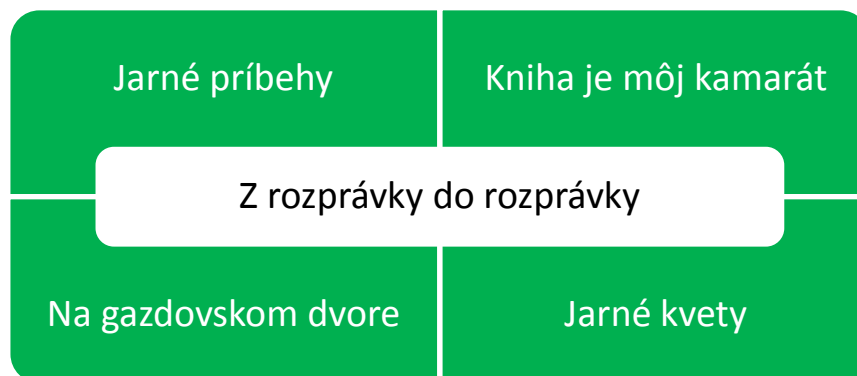 Jarné príbehy
Kniha je môj kamarát
Z rozprávky do rozprávky
Na gazdovskom dvore
Jarné kvety